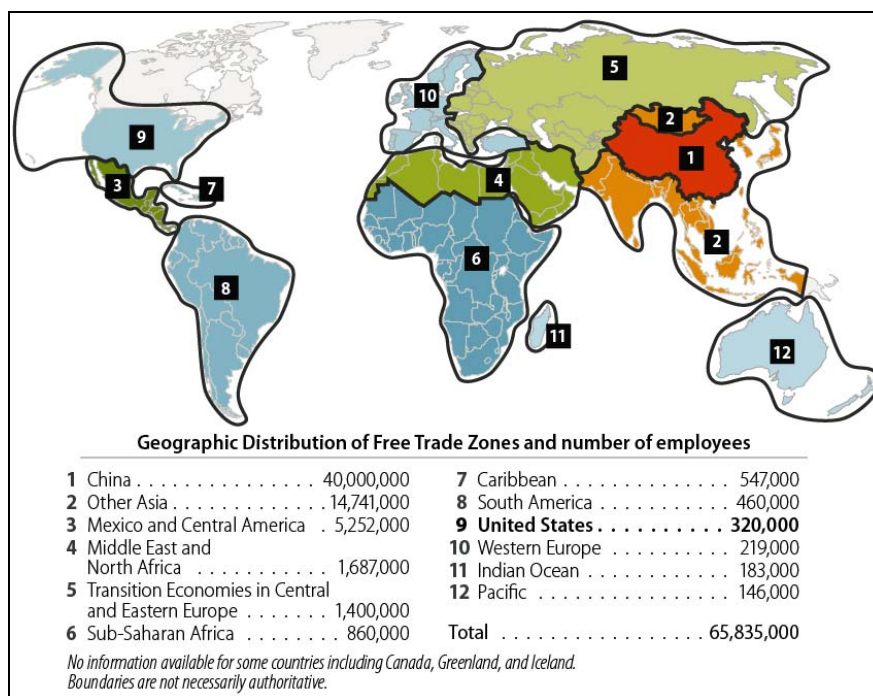 10
5
9
2
1
3
7
4
2
6
8
11
12
Geographic Distribution of Free Trade Zones and number of employees
1 China . . . . . . . . . . . . . . . 40,000,000
2 Other Asia . . . . . . . . . . . . 14,741,000
3 Mexico and Central America . 5,252,000
4 Middle East and
North Africa . . . . . . . . . . . 1,687,000
5 Transition Economies in Central
and Eastern Europe . . . . . . . 1,400,000
6 Sub-Saharan Africa . . . . . . . . 860,000
7 Caribbean . . . . . . . . . . . . . . . 547,000
8 South America . . . . . . . . . . . . 460,000
9 United States . . . . . . . . . . 320,000
10 Western Europe . . . . . . . . . . . 219,000
11 Indian Ocean . . . . . . . . . . . . . 183,000
12 Pacific . . . . . . . . . . . . . . . . . 146,000
Total . . . . . . . . . . . . . . . . . 65,835,000
No information available for some countries including Canada, Greenland, and Iceland.
Boundaries are not necessarily authoritative.